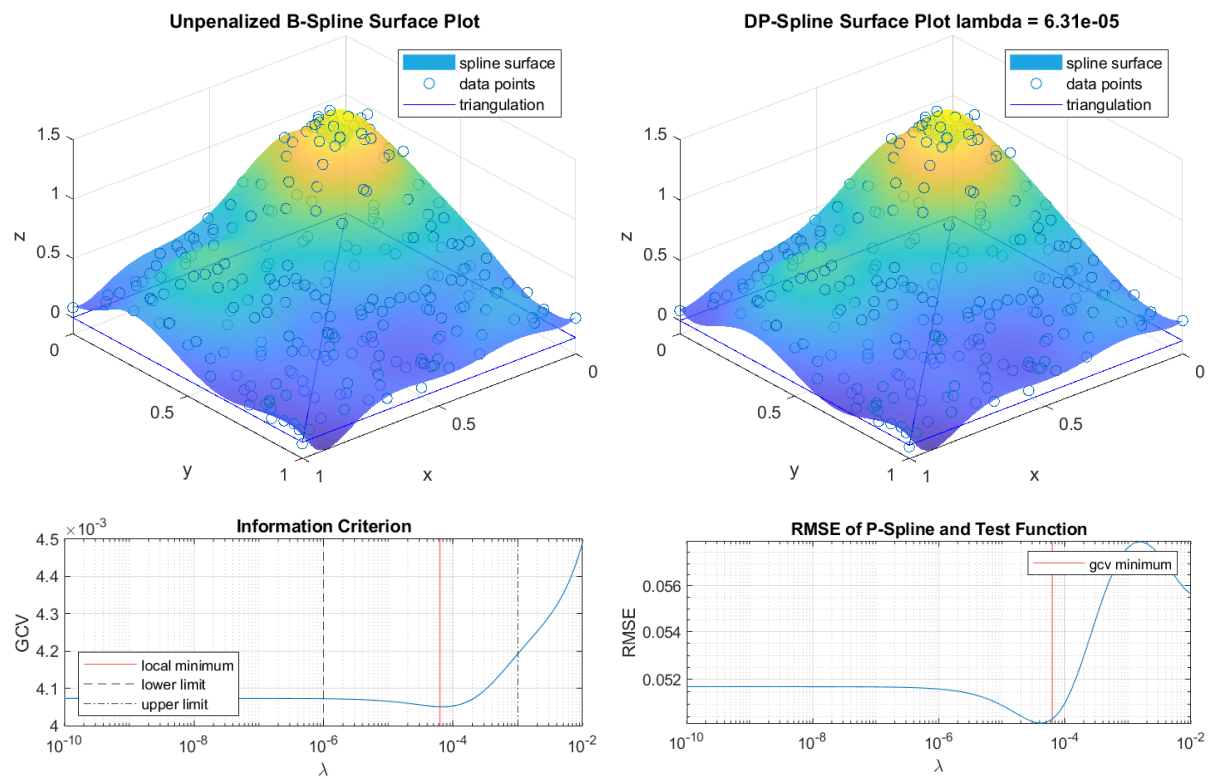 Unpenalized B-Spline Surface Plot
spline surface
data points
triangulation
1.5
1
0.5
0
z
0
0.5
1
y
1
0.5
0
x
DP-Spline Surface Plot lambda = 6.31e-05
spline surface
data points
triangulation
1.5
1
0.5
0
z
0
0.5
1
y
1
0.5
0
x
Information Criterion
×10⁻³
4.5
4.4
4.3
4.2
4.1
4
GCV
local minimum
lower limit
upper limit
10⁻¹⁰ 10⁻⁸ 10⁻⁶ 10⁻⁴ 10⁻²
λ
RMSE of P-Spline and Test Function
gcv minimum
0.056
0.054
0.052
RMSE
10⁻¹⁰ 10⁻⁸ 10⁻⁶ 10⁻⁴ 10⁻²
λ